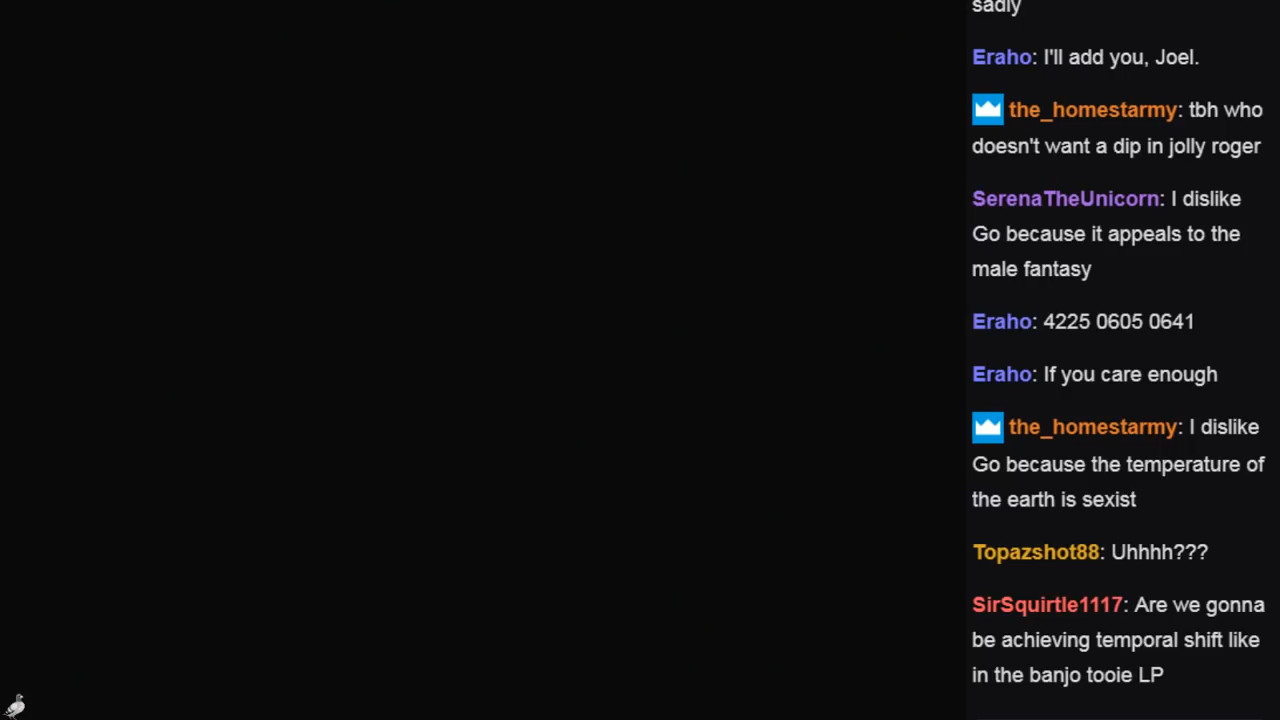 sadly
Eraho: I'll add you, Joel.
the_homestarmy: tbh who
doesn't want a dip in jolly roger
SerenaTheUnicorn: I dislike
Go because it appeals to the
male fantasy
Eraho: 4225 0605 0641
Eraho: If you care enough
the_homestarmy: I dislike
Go because the temperature of
the earth is sexist
Topazshot88: Uhhhh???
SirSquirtle1117: Are we gonna
be achieving temporal shift like
in the banjo tooie LP